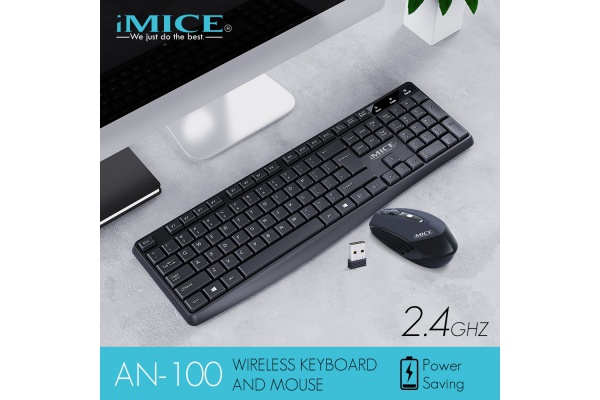 iMICE®
We just do the best.
iMICE
iMICE
2.4GHZ
AN-100
WIRELESS KEYBOARD
AND MOUSE
Power
Saving